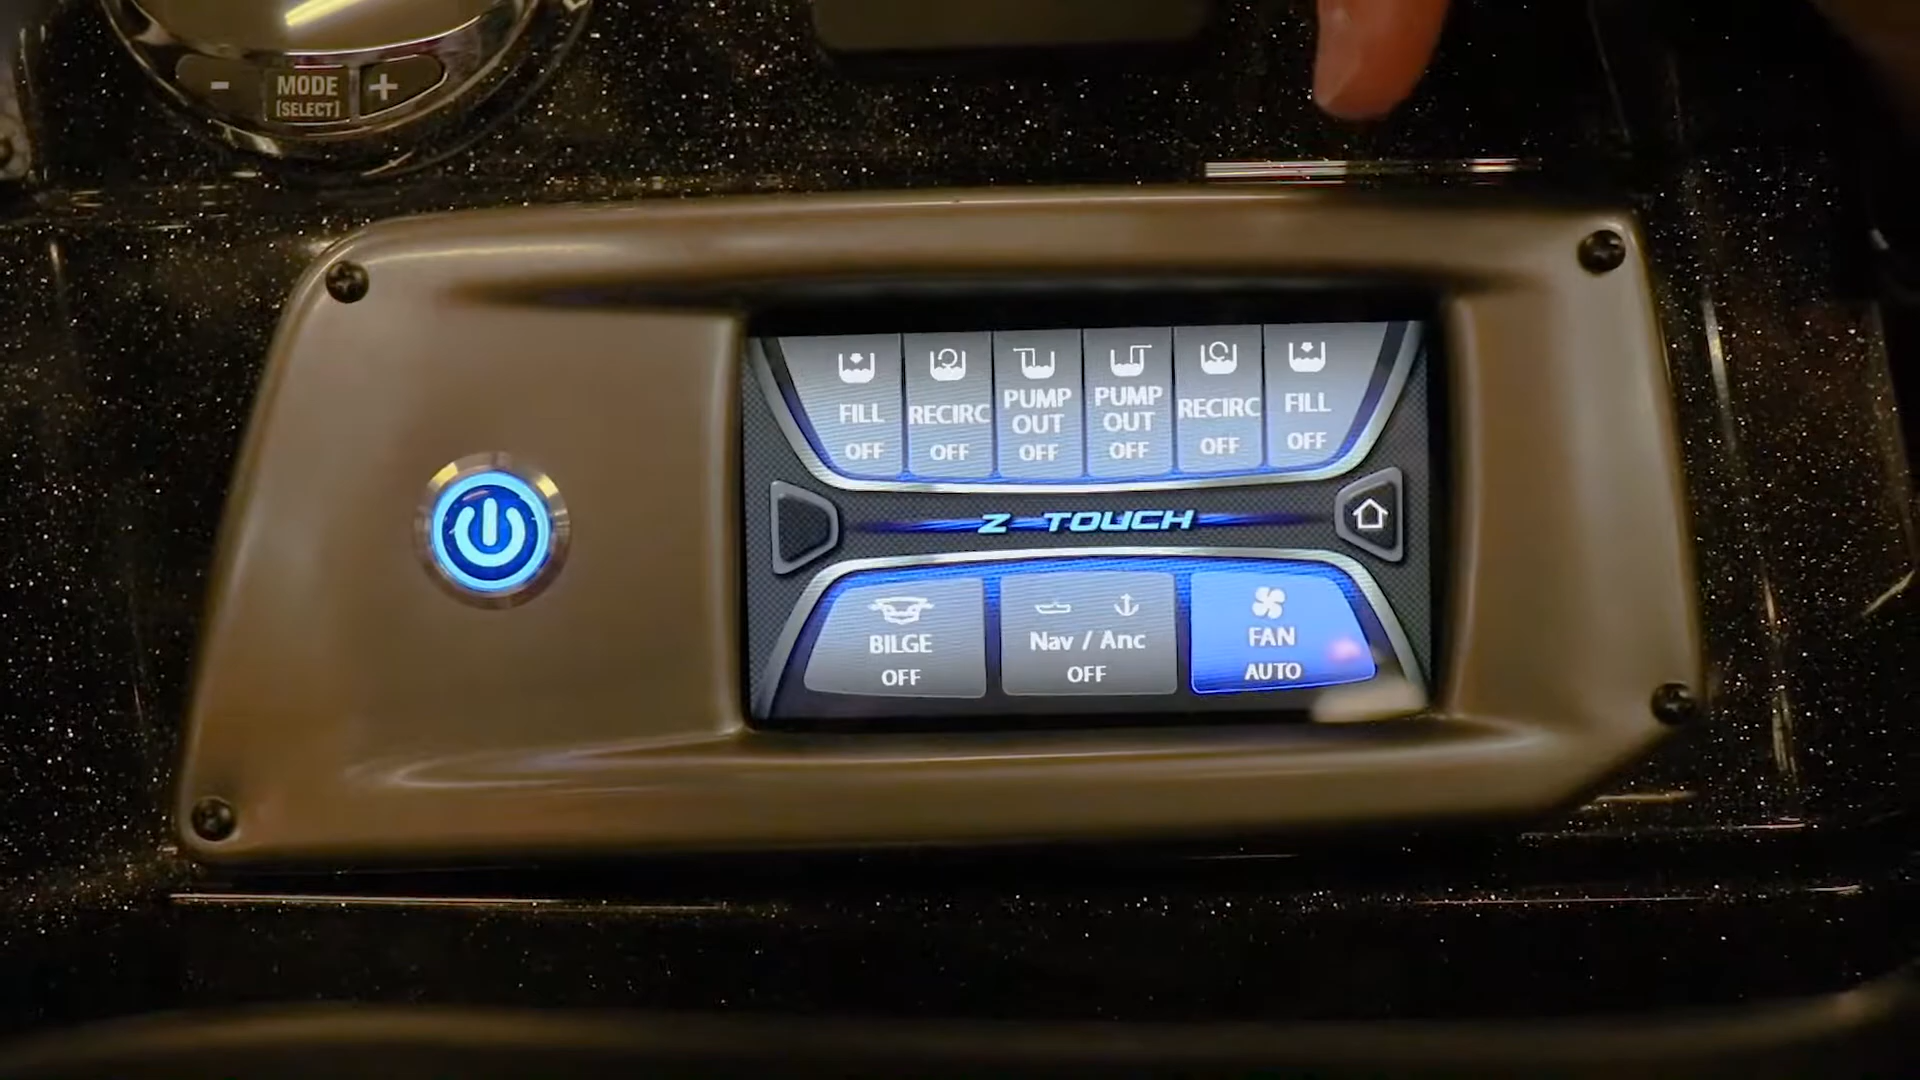 - MODE +
[SELECT]
FILL
OFF
RECIRC
OFF
PUMP
OUT
OFF
PUMP
OUT
OFF
RECIRC
OFF
FILL
OFF
Z TOUCH
BILGE
OFF
Nav / Anc
OFF
FAN
AUTO